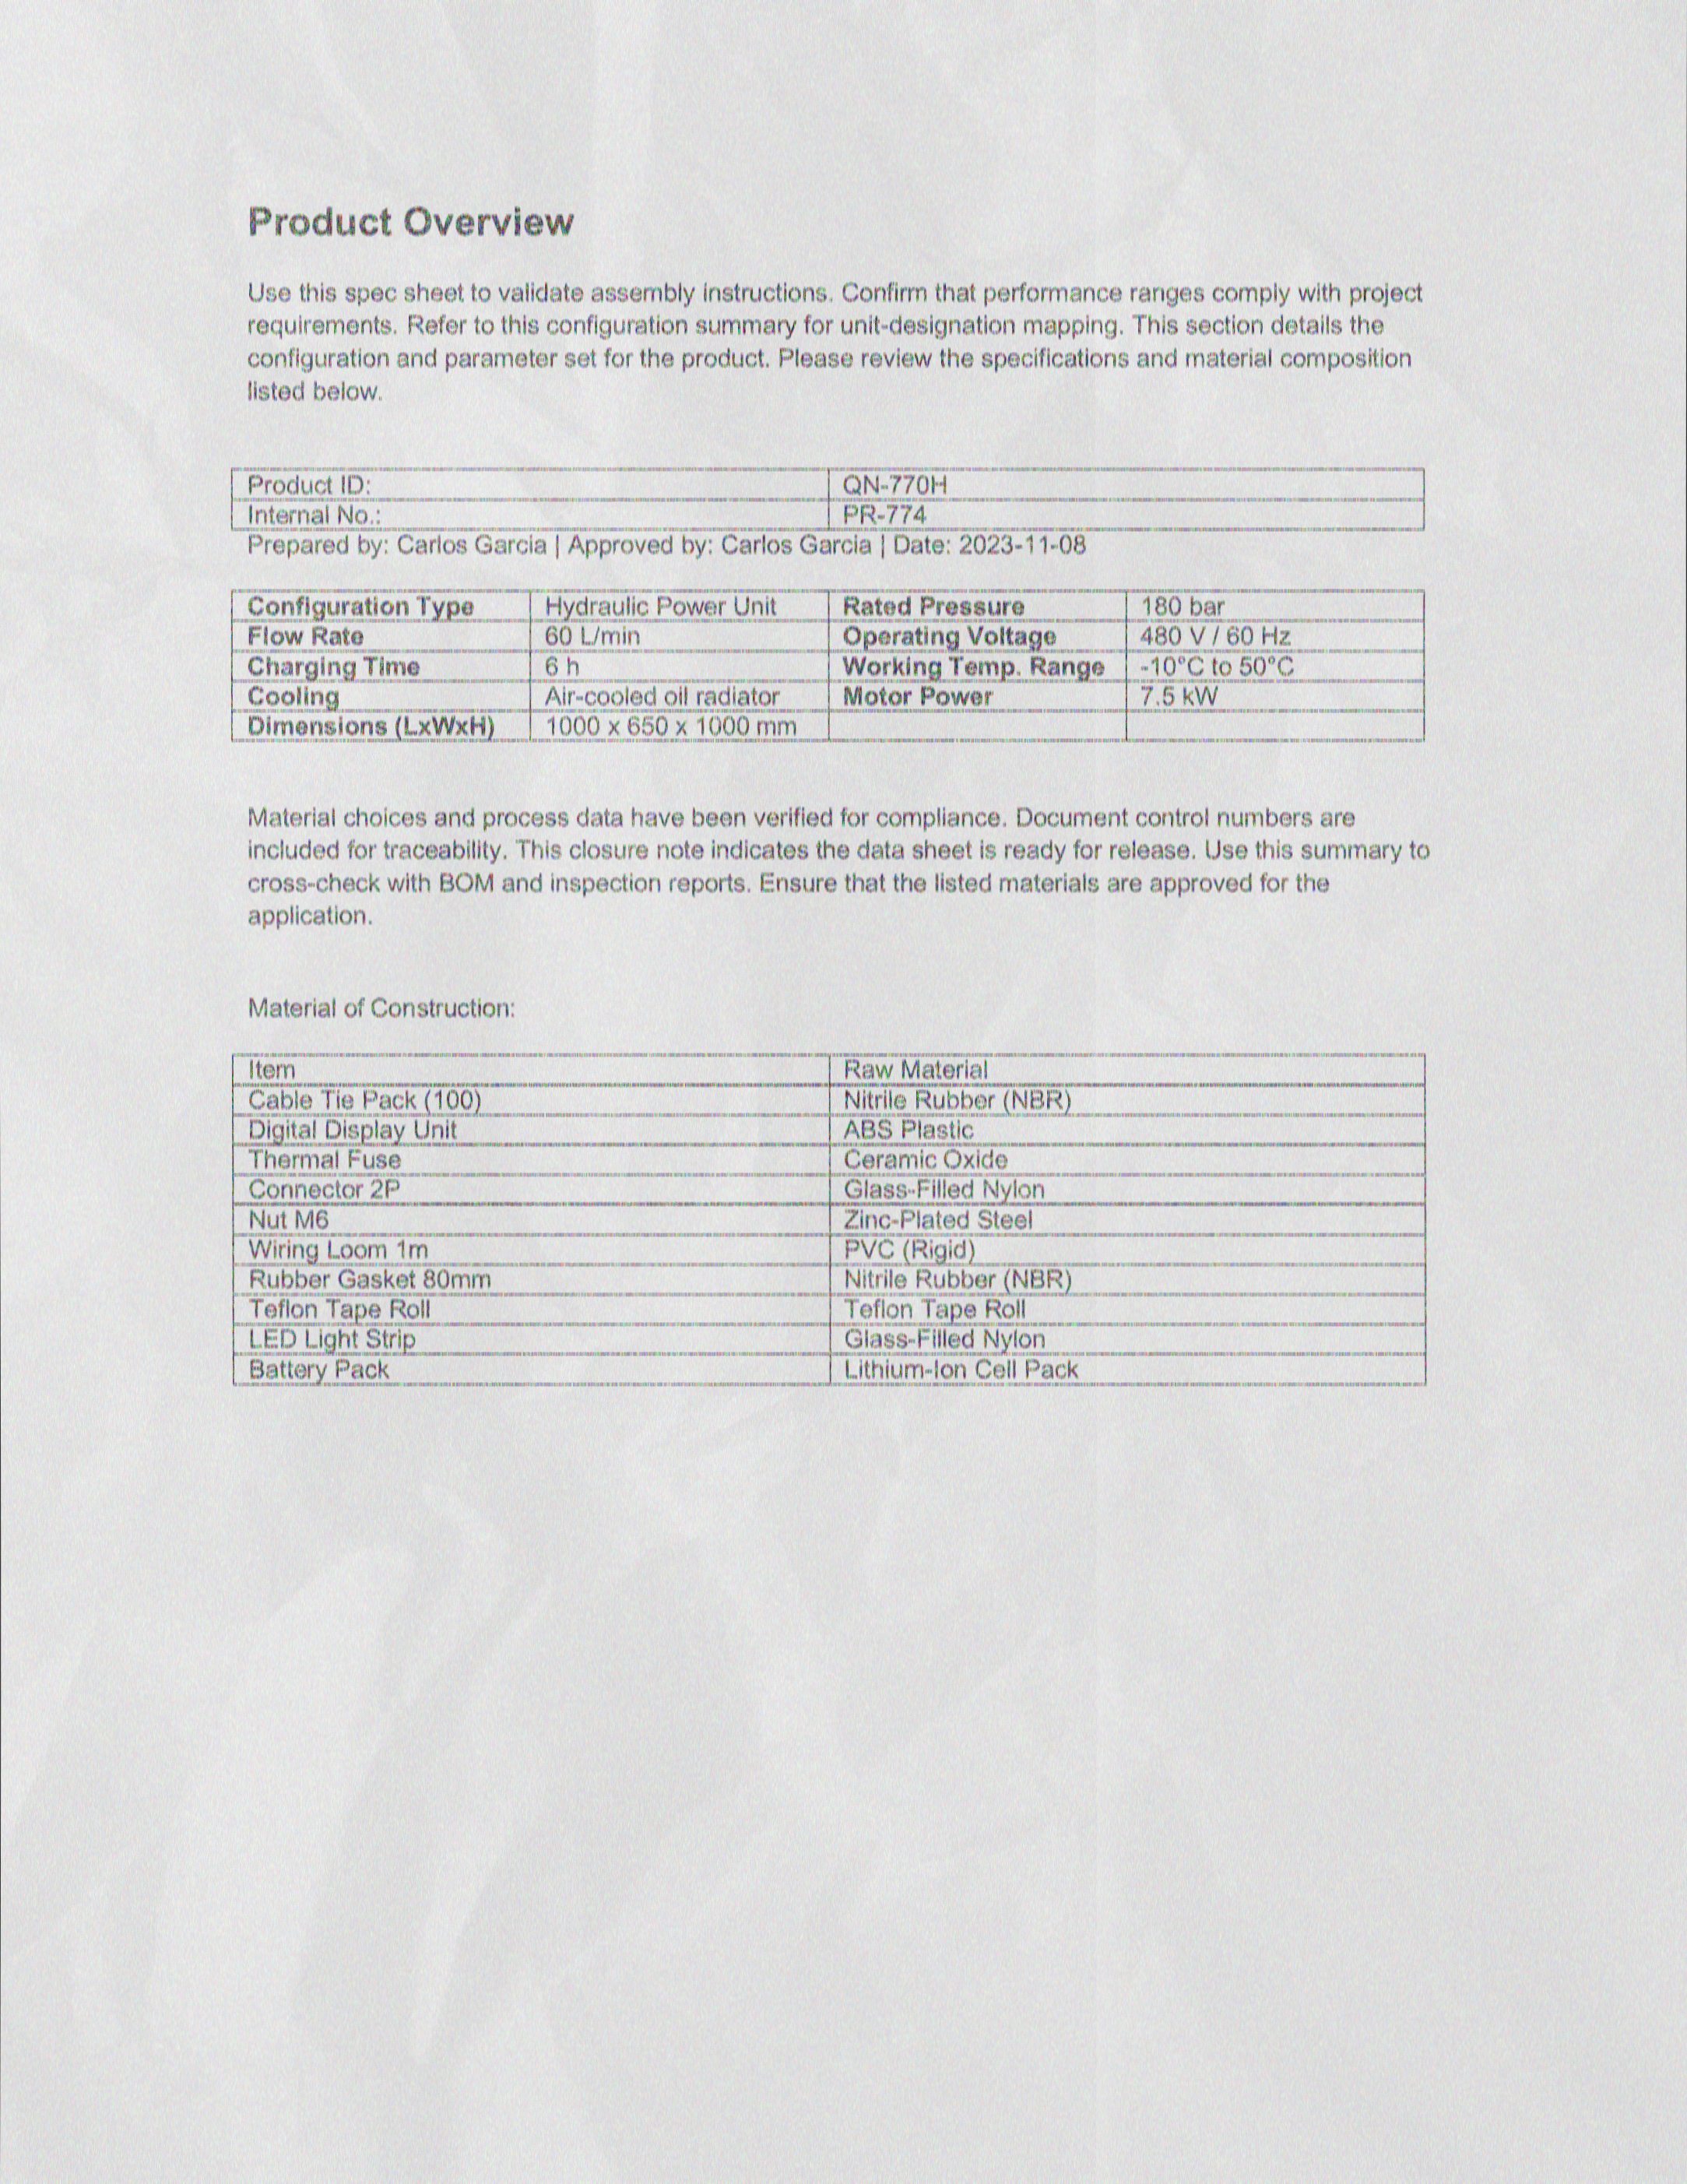 Product Overview
Use this spec sheet to validate assembly instructions. Confirm that performance ranges comply with project
requirements. Refer to this configuration summary for unit-designation mapping. This section details the
configuration and parameter set for the product. Please review the specifications and material composition
listed below.
Product ID: QN-770H
Internal No.: PR-774
Prepared by: Carlos Garcia | Approved by: Carlos Garcia | Date: 2023-11-08
Configuration Type Hydraulic Power Unit Rated Pressure 180 bar
Flow Rate 60 L/min Operating Voltage 480 V / 60 Hz
Charging Time 6 h Working Temp. Range -10°C to 50°C
Cooling Air-cooled oil radiator Motor Power 7.5 kW
Dimensions (LxWxH) 1000 x 650 x 1000 mm
Material choices and process data have been verified for compliance. Document control numbers are
included for traceability. This closure note indicates the data sheet is ready for release. Use this summary to
cross-check with BOM and inspection reports. Ensure that the listed materials are approved for the
application.
Material of Construction:
Item Raw Material
Cable Tie Pack (100) Nitrile Rubber (NBR)
Digital Display Unit ABS Plastic
Thermal Fuse Ceramic Oxide
Connector 2P Glass-Filled Nylon
Nut M6 Zinc-Plated Steel
Wiring Loom 1m PVC (Rigid)
Rubber Gasket 80mm Nitrile Rubber (NBR)
Teflon Tape Roll Teflon Tape Roll
LED Light Strip Glass-Filled Nylon
Battery Pack Lithium-Ion Cell Pack